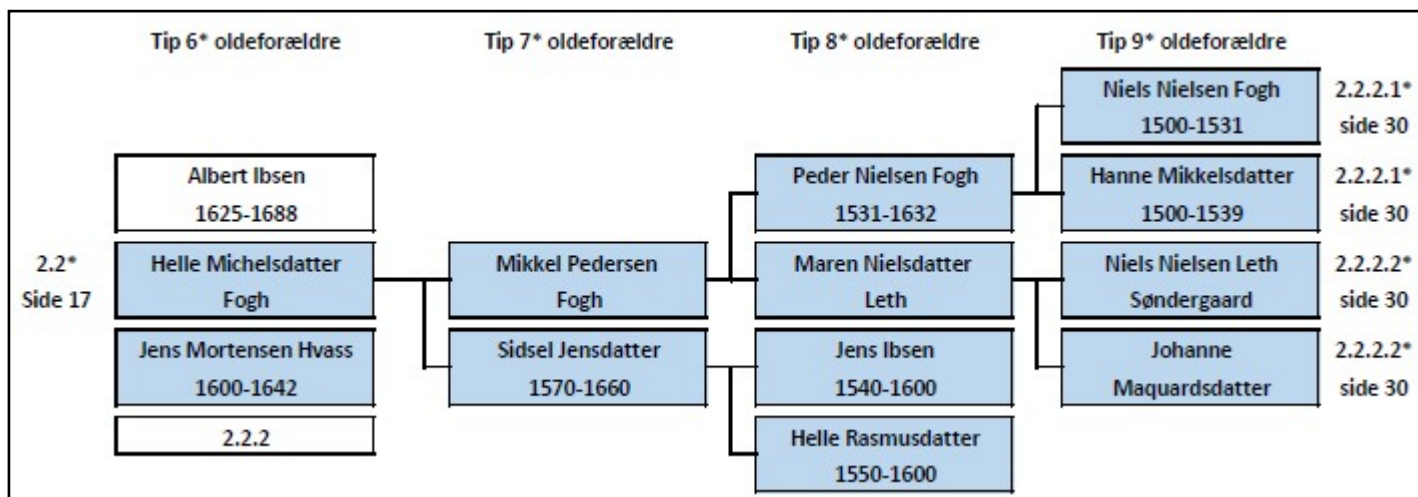 Tip 6* oldeforældre
Tip 7* oldeforældre
Tip 8* oldeforældre
Tip 9* oldeforældre
2.2*
Side 17
Albert Ibsen
1625-1688
Helle Michelsdatter
Fogh
Jens Mortensen Hvass
1600-1642
2.2.2
Mikkel Pedersen
Fogh
Sidsel Jensdatter
1570-1660
Peder Nielsen Fogh
1531-1632
Maren Nielsdatter
Leth
Jens Ibsen
1540-1600
Helle Rasmusdatter
1550-1600
Niels Nielsen Fogh
1500-1531
2.2.2.1*
side 30
Hanne Mikkelsdatter
1500-1539
2.2.2.1*
side 30
Niels Nielsen Leth
Søndergaard
2.2.2.2*
side 30
Johanne
Maquardsdatter
2.2.2.2*
side 30